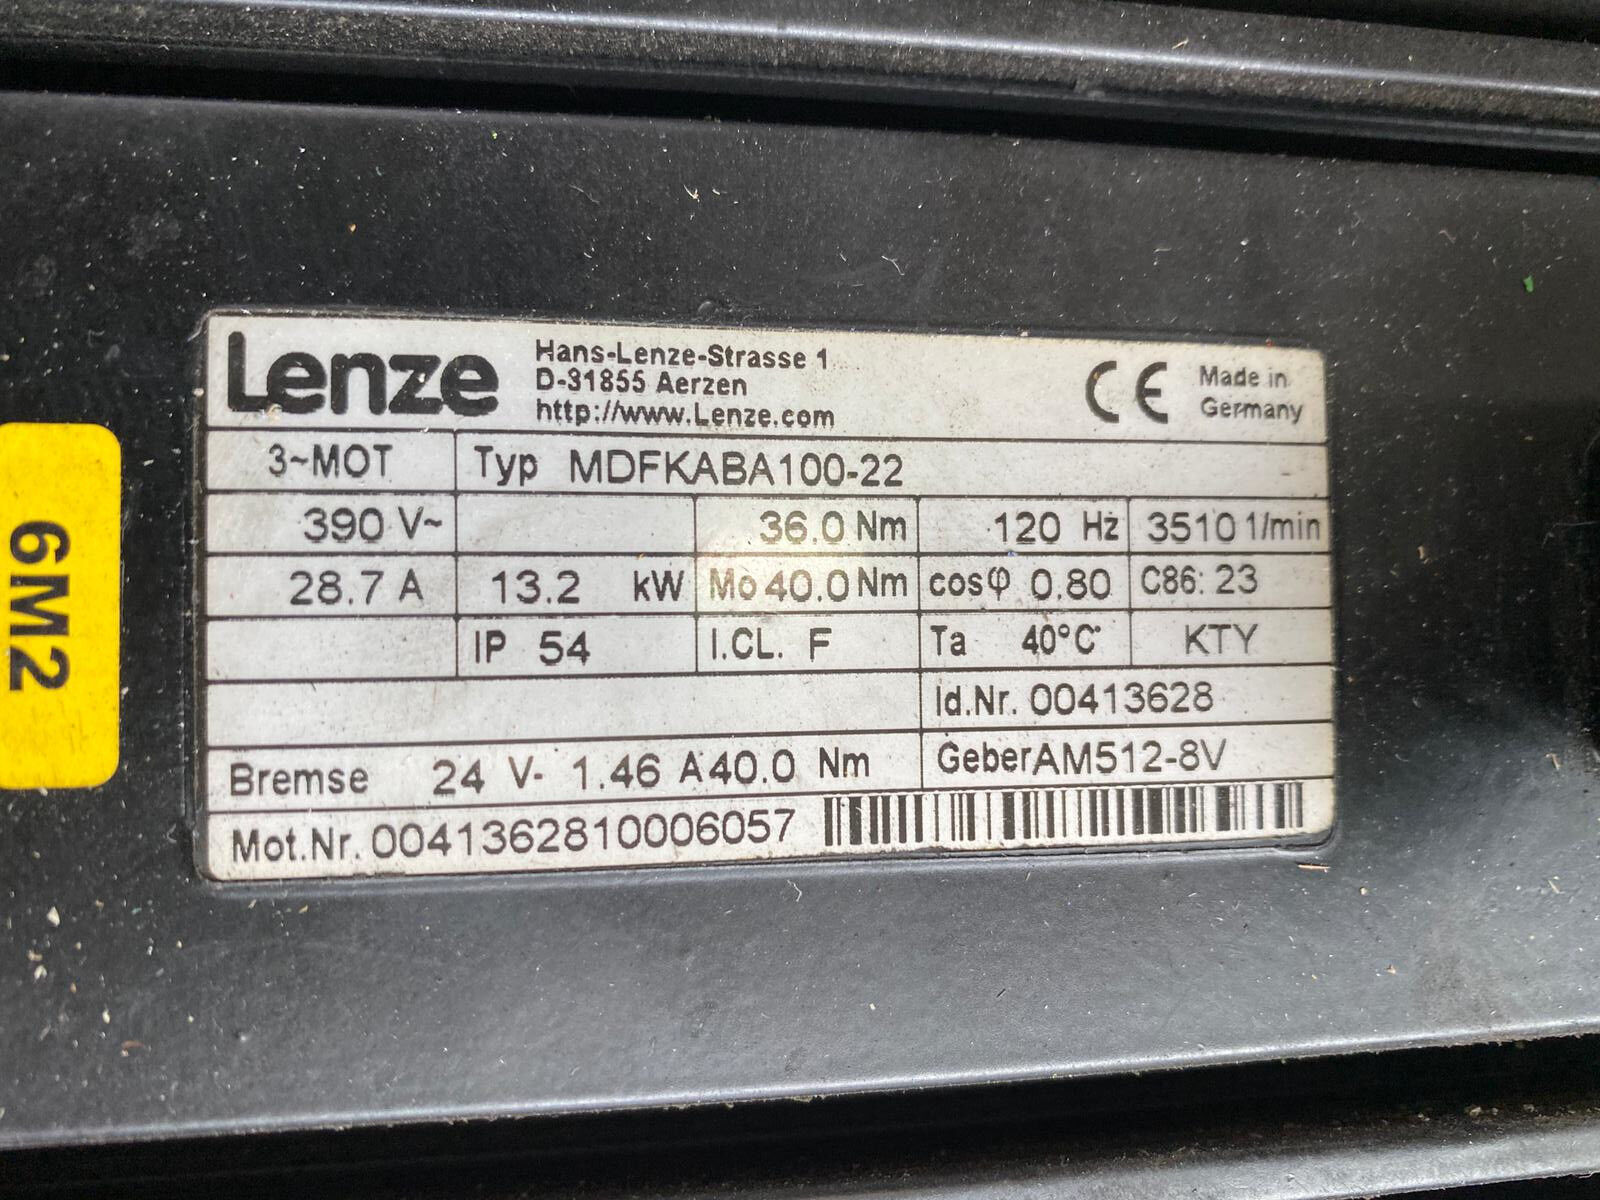 Lenze
Hans-Lenze-Strasse 1
D-31855 Aerzen
http://www.Lenze.com
CE
Made in
Germany
3~MOT Typ MDFKABA100-22
390 V~ 36.0 Nm 120 Hz 3510 1/min
28.7 A 13.2 kW Mo 40.0 Nm cosφ 0.80 C86: 23
IP 54 I.CL. F Ta 40°C KTY
Id.Nr. 00413628
Bremse 24 V- 1.46 A 40.0 Nm GeberAM512-8V
Mot.Nr. 0041362810006057
6M2